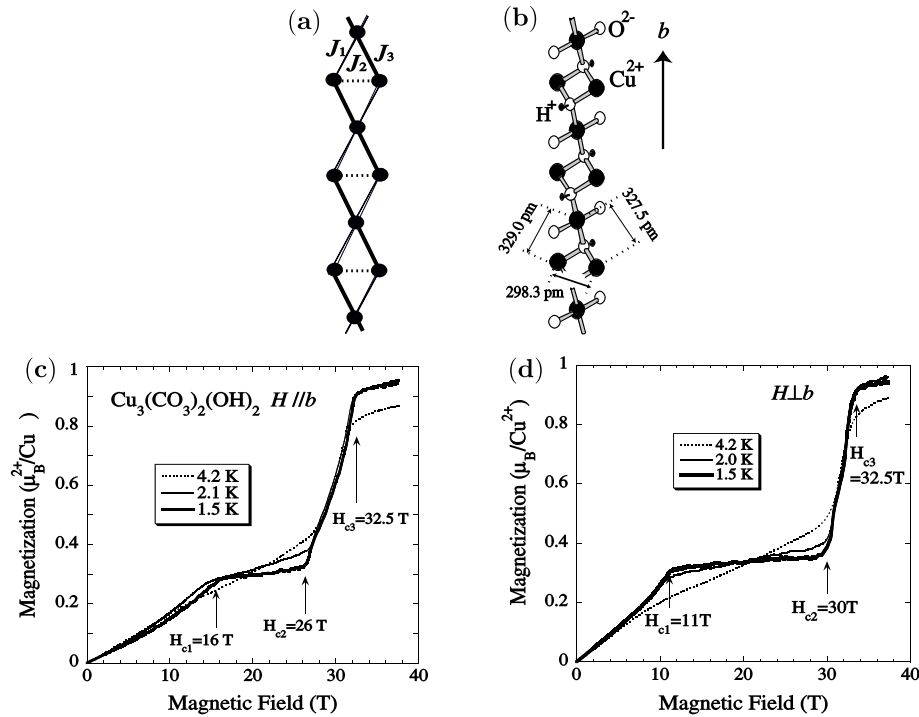 (a)
J1
J2
J3
(b)
O2-
b
Cu2+
H+
329.0 pm
327.5 pm
298.3 pm
(c)
Magnetization (μB/Cu2+)
1
0.8
0.6
0.4
0.2
0
Cu3(CO3)2(OH)2 H//b
4.2 K
2.1 K
1.5 K
Hc3=32.5 T
Hc1=16 T
Hc2=26 T
0 10 20 30 40
Magnetic Field (T)
(d)
Magnetization (μB/Cu2+)
1
0.8
0.6
0.4
0.2
0
H⊥b
4.2 K
2.0 K
1.5 K
Hc3
=32.5T
Hc1=11T
Hc2=30T
0 10 20 30 40
Magnetic Field (T)